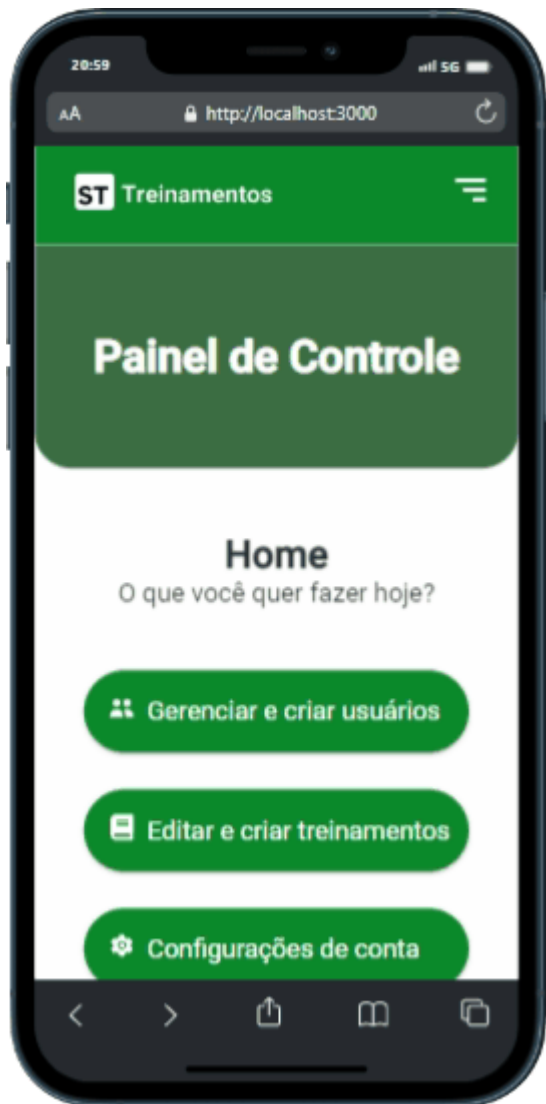 20:59
5G
AA
http://localhost:3000
ST Treinamentos
Painel de Controle
Home
O que você quer fazer hoje?
Gerenciar e criar usuários
Editar e criar treinamentos
Configurações de conta